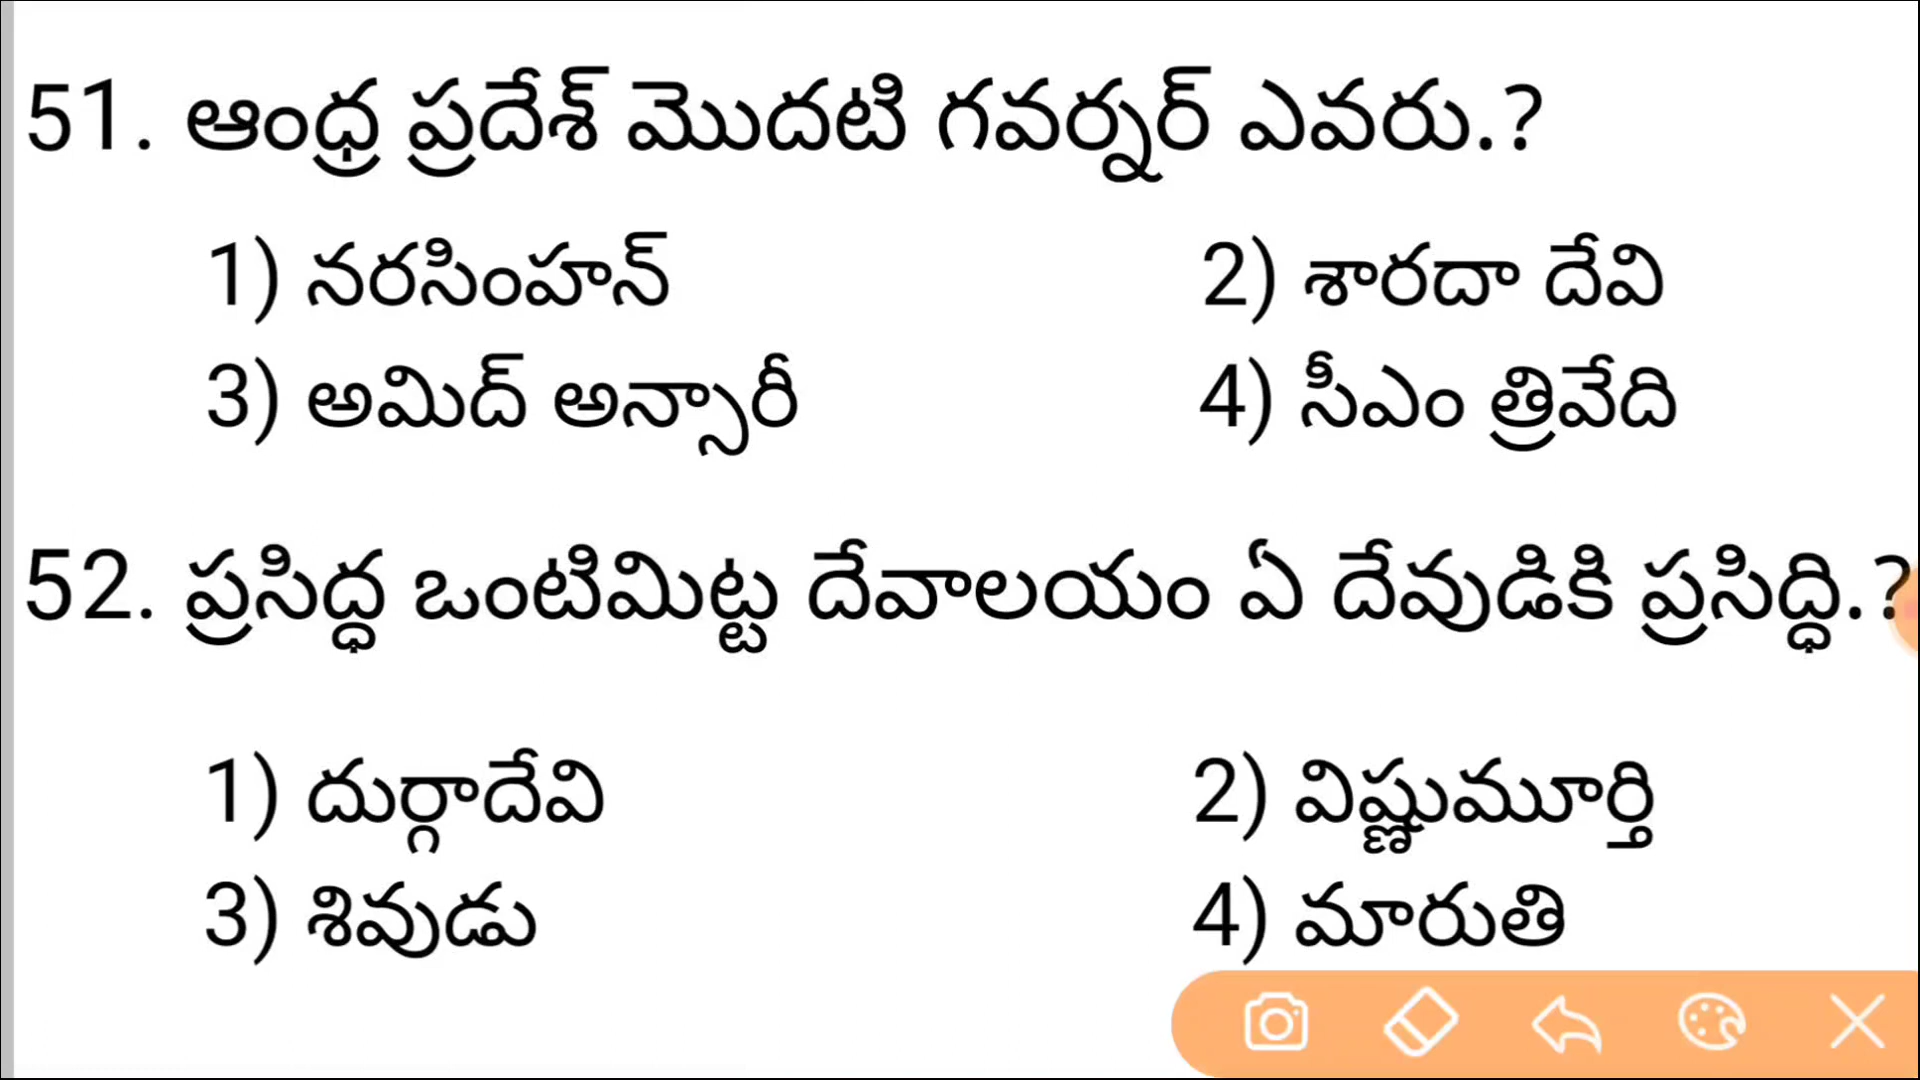 51. ఆంధ్ర ప్రదేశ్ మొదటి గవర్నర్ ఎవరు.?
1) నరసింహన్ 2) శారదా దేవి
3) అమిద్ అన్సారీ 4) సీఎం త్రివేది
52. ప్రసిద్ధ ఒంటిమిట్ట దేవాలయం ఏ దేవుడికి ప్రసిద్ధి.?
1) దుర్గాదేవి 2) విష్ణుమూర్తి
3) శివుడు 4) మారుతి